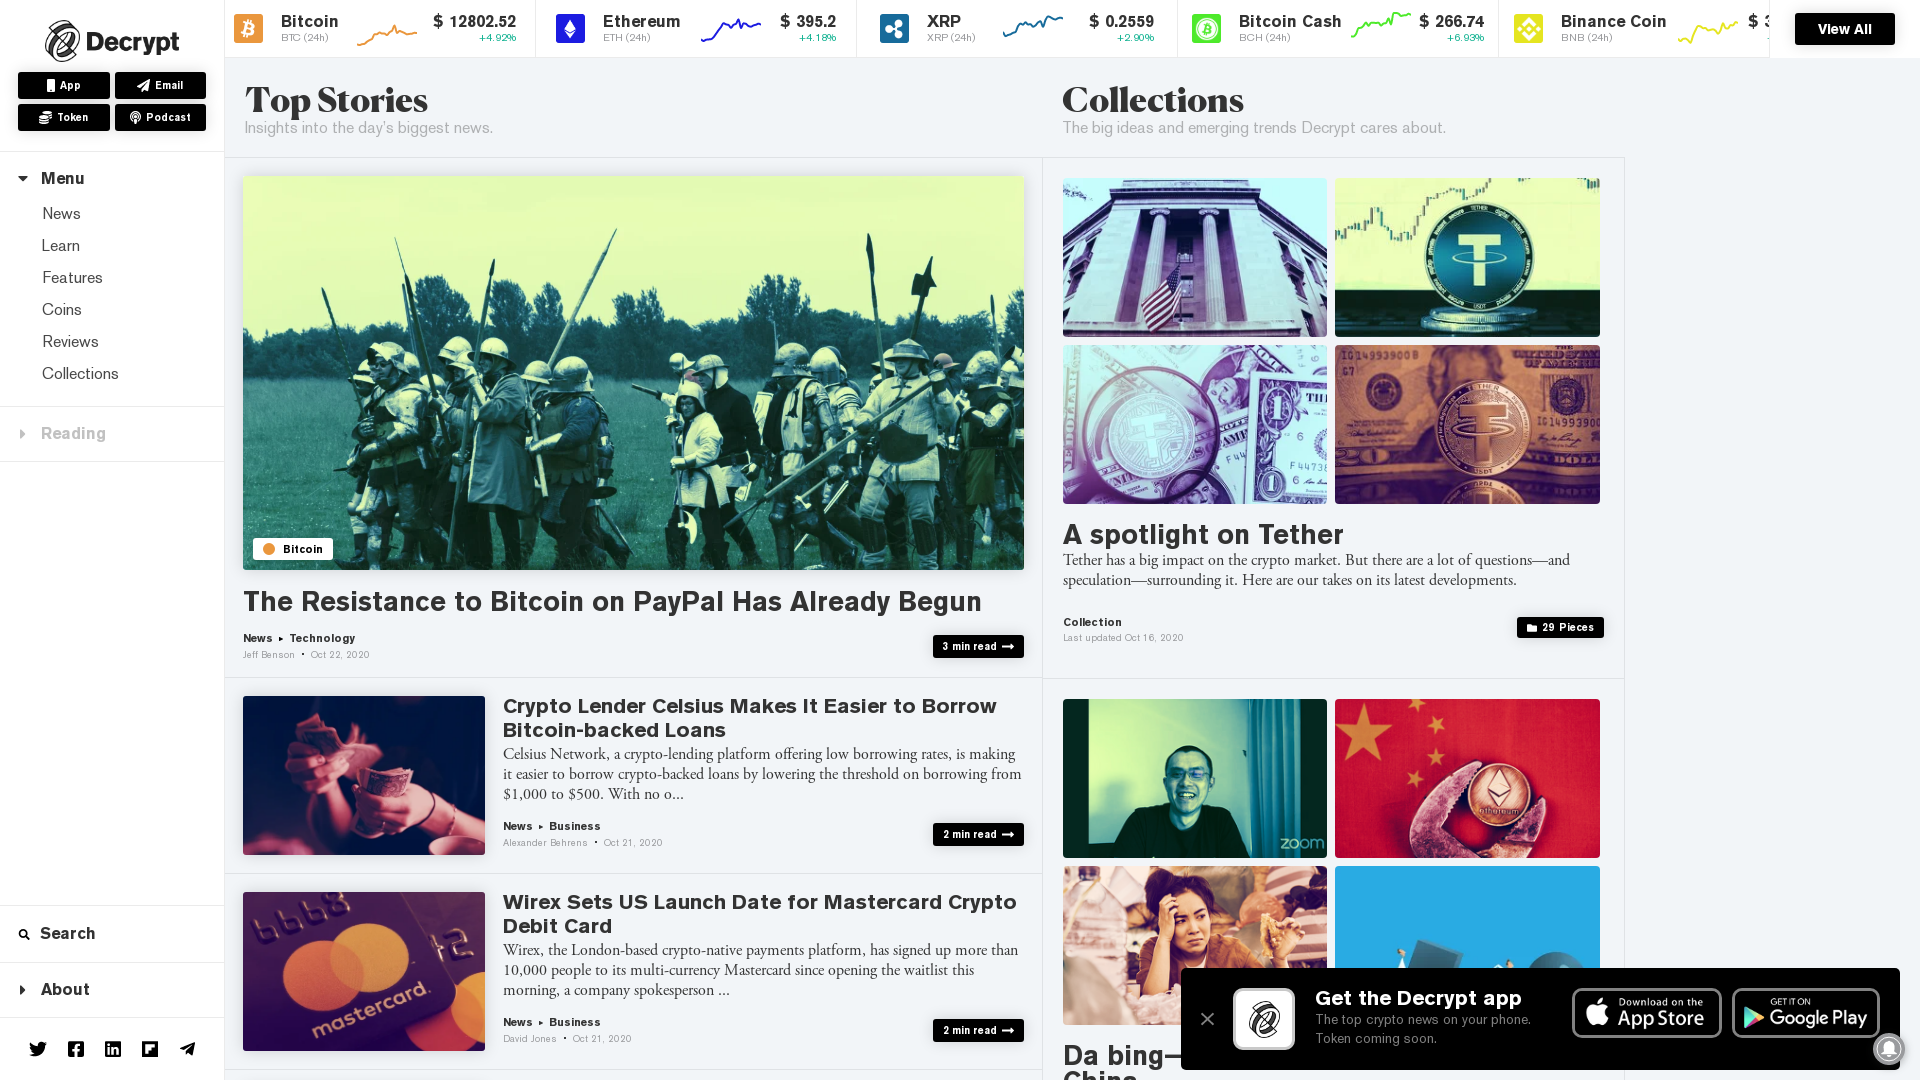 Decrypt
App
Email
Token
Podcast
Menu
News
Learn
Features
Coins
Reviews
Collections
Reading
Search
About
Bitcoin
BTC (24h)
$ 12802.52
+4.92%
Ethereum
ETH (24h)
$ 395.2
+4.18%
XRP
XRP (24h)
$ 0.2559
+2.90%
Bitcoin Cash
BCH (24h)
$ 266.74
+6.93%
Binance Coin
BNB (24h)
View All
Top Stories
Insights into the day's biggest news.
Bitcoin
The Resistance to Bitcoin on PayPal Has Already Begun
News ▸ Technology
Jeff Benson • Oct 22, 2020
3 min read
Crypto Lender Celsius Makes It Easier to Borrow
Bitcoin-backed Loans
Celsius Network, a crypto-lending platform offering low borrowing rates, is making
it easier to borrow crypto-backed loans by lowering the threshold on borrowing from
$1,000 to $500. With no o...
News ▸ Business
Alexander Behrens • Oct 21, 2020
2 min read
mastercard.
Wirex Sets US Launch Date for Mastercard Crypto
Debit Card
Wirex, the London-based crypto-native payments platform, has signed up more than
10,000 people to its multi-currency Mastercard since opening the waitlist this
morning, a company spokesperson ...
News ▸ Business
David Jones • Oct 21, 2020
2 min read
Collections
The big ideas and emerging trends Decrypt cares about.
A spotlight on Tether
Tether has a big impact on the crypto market. But there are a lot of questions—and
speculation—surrounding it. Here are our takes on its latest developments.
Collection
Last updated Oct 16, 2020
29 Pieces
zoom
ethereum
Da bing—
Get the Decrypt app
The top crypto news on your phone.
Token coming soon.
Download on the
App Store
GET IT ON
Google Play